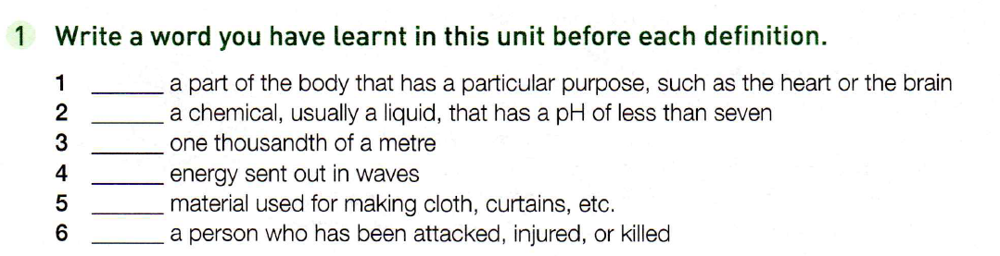 1 Write a word you have learnt in this unit before each definition.
1 ______ a part of the body that has a particular purpose, such as the heart or the brain
2 ______ a chemical, usually a liquid, that has a pH of less than seven
3 ______ one thousandth of a metre
4 ______ energy sent out in waves
5 ______ material used for making cloth, curtains, etc.
6 ______ a person who has been attacked, injured, or killed